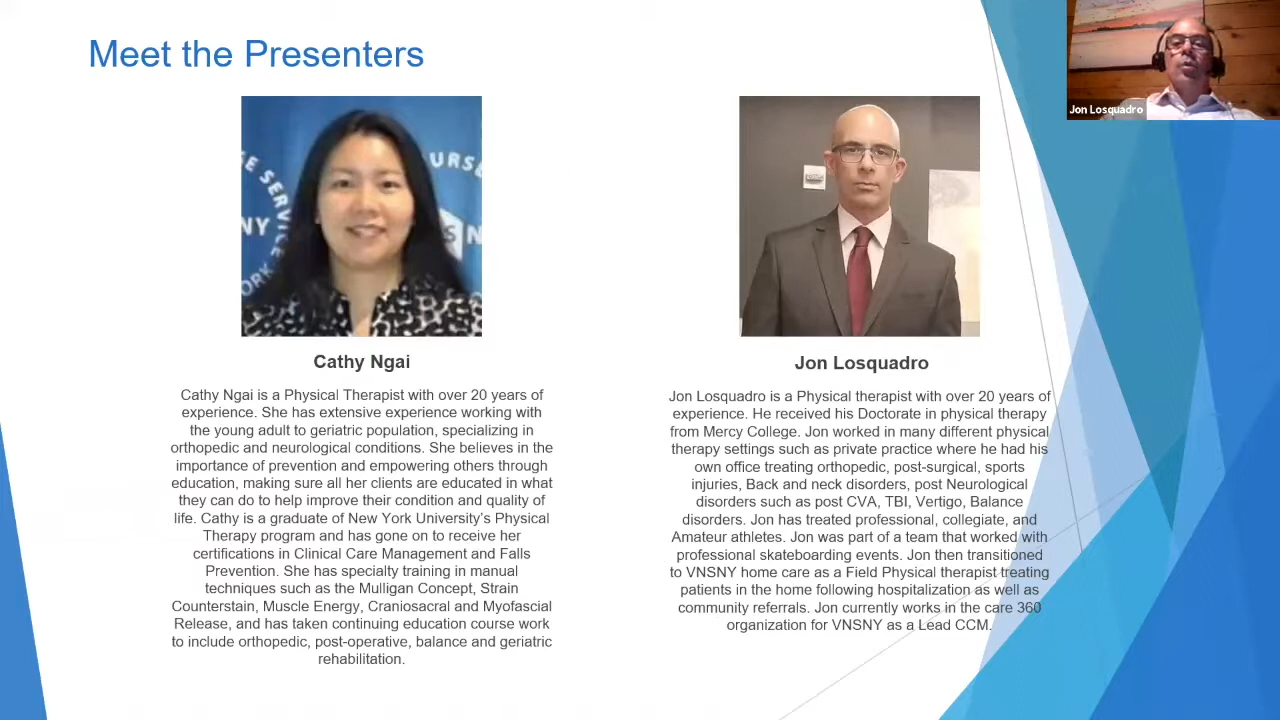 Meet the Presenters
Jon Losquadro
URSE
SE SERVICE
NY
S N
ORK
Cathy Ngai
Cathy Ngai is a Physical Therapist with over 20 years of
experience. She has extensive experience working with
the young adult to geriatric population, specializing in
orthopedic and neurological conditions. She believes in the
importance of prevention and empowering others through
education, making sure all her clients are educated in what
they can do to help improve their condition and quality of
life. Cathy is a graduate of New York University's Physical
Therapy program and has gone on to receive her
certifications in Clinical Care Management and Falls
Prevention. She has specialty training in manual
techniques such as the Mulligan Concept, Strain
Counterstain, Muscle Energy, Craniosacral and Myofascial
Release, and has taken continuing education course work
to include orthopedic, post-operative, balance and geriatric
rehabilitation.
Jon Losquadro
Jon Losquadro is a Physical therapist with over 20 years of
experience. He received his Doctorate in physical therapy
from Mercy College. Jon worked in many different physical
therapy settings such as private practice where he had his
own office treating orthopedic, post-surgical, sports
injuries, Back and neck disorders, post Neurological
disorders such as post CVA, TBI, Vertigo, Balance
disorders. Jon has treated professional, collegiate, and
Amateur athletes. Jon was part of a team that worked with
professional skateboarding events. Jon then transitioned
to VNSNY home care as a Field Physical therapist treating
patients in the home following hospitalization as well as
community referrals. Jon currently works in the care 360
organization for VNSNY as a Lead CCM.